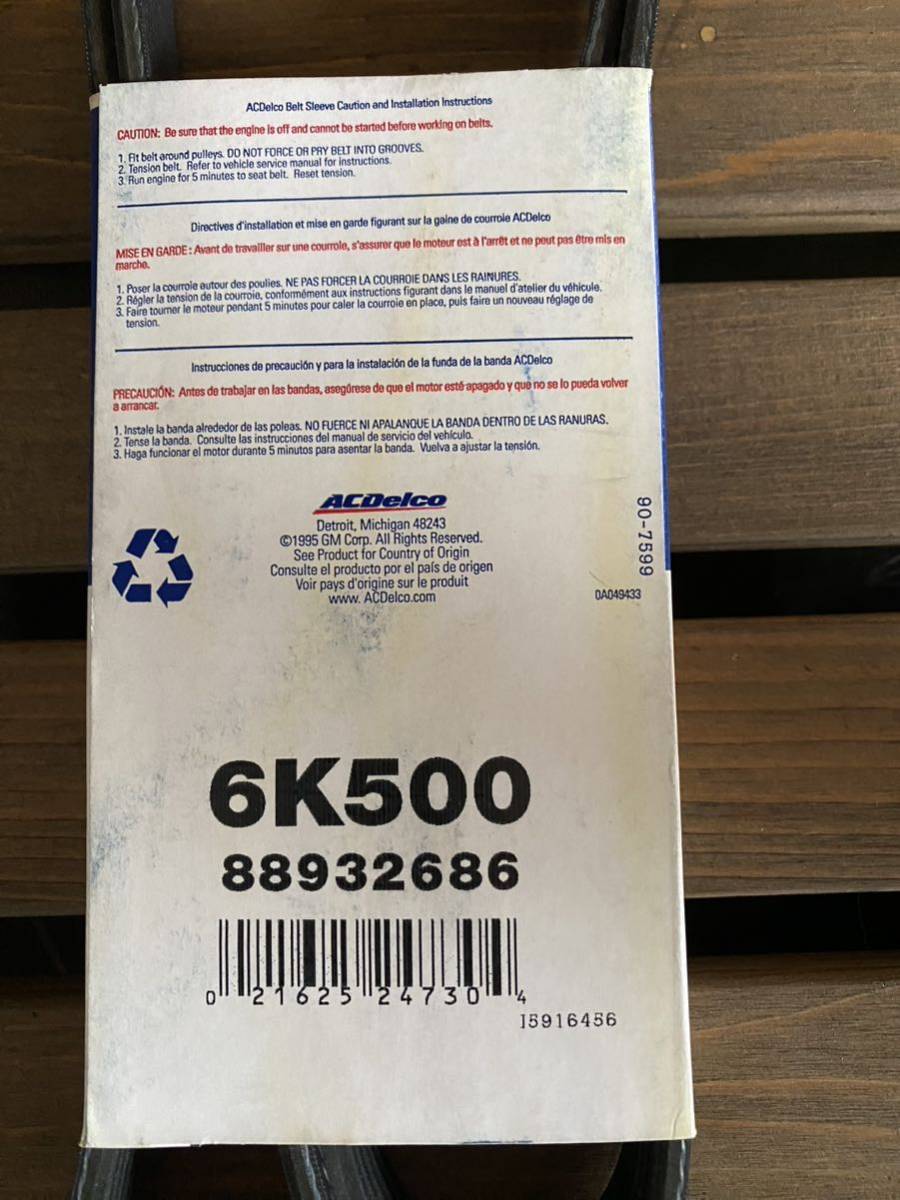 ACDelco Belt Sleeve Caution and Installation Instructions
CAUTION: Be sure that the engine is off and cannot be started before working on belts.
1. Fit belt around pulleys. DO NOT FORCE OR PRY BELT INTO GROOVES.
2. Tension belt. Refer to vehicle service manual for instructions.
3. Run engine for 5 minutes to seat belt. Reset tension.
Directives d'installation et mise en garde figurant sur la gaine de courroie ACDelco
MISE EN GARDE : Avant de travailler sur une courroie, s'assurer que le moteur est à l'arrêt et ne peut pas être mis en
marche.
1. Poser la courroie autour des poulies. NE PAS FORCER LA COURROIE DANS LES RAINURES.
2. Régler la tension de la courroie, conformément aux instructions figurant dans le manuel d'atelier du véhicule.
3. Faire tourner le moteur pendant 5 minutes pour caler la courroie en place, puis faire un nouveau réglage de
tension.
Instrucciones de precaución y para la instalación de la funda de la banda ACDelco
PRECAUCIÓN: Antes de trabajar en las bandas, asegúrese de que el motor esté apagado y que no se lo pueda volver
a arrancar.
1. Instale la banda alrededor de las poleas. NO FUERCE NI APALANQUE LA BANDA DENTRO DE LAS RANURAS.
2. Tense la banda. Consulte las instrucciones del manual de servicio del vehículo.
3. Haga funcionar el motor durante 5 minutos para asentar la banda. Vuelva a ajustar la tensión.
ACDelco
Detroit, Michigan 48243
©1995 GM Corp. All Rights Reserved.
See Product for Country of Origin
Consulte el producto por el país de origen
Voir pays d'origine sur le produit
www. ACDelco.com
90-7599
0A049433
6K500
88932686
0 21625 24730 4
15916456